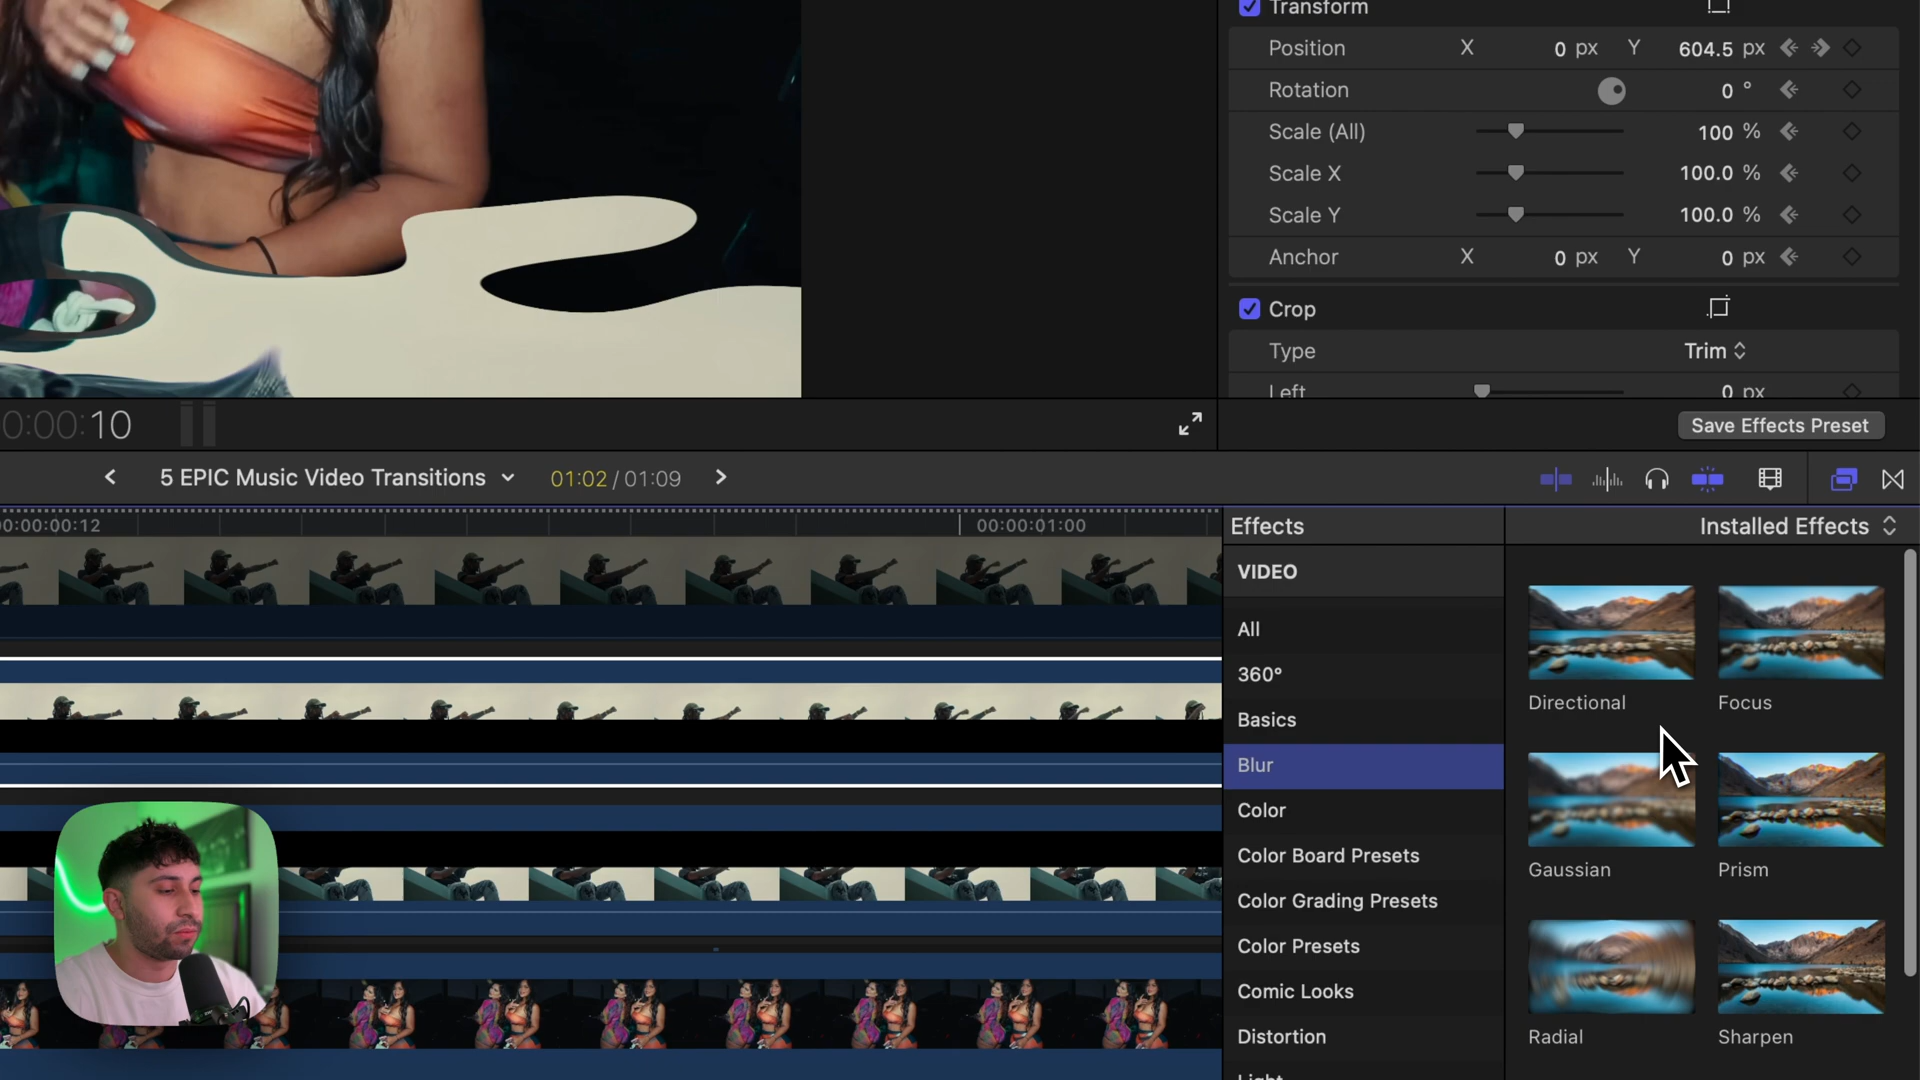 Transform
Position X 0 px Y 604.5 px
Rotation 0 °
Scale (All) 100 %
Scale X 100.0 %
Scale Y 100.0 %
Anchor X 0 px Y 0 px
Crop
Type Trim
Left 0 px
0:00:10
Save Effects Preset
5 EPIC Music Video Transitions 01:02 / 01:09
00:00:00:12 00:00:01:00
Effects
Installed Effects
VIDEO
All
360°
Basics
Blur
Color
Color Board Presets
Color Grading Presets
Color Presets
Comic Looks
Distortion
Light
Directional Focus
Gaussian Prism
Radial Sharpen